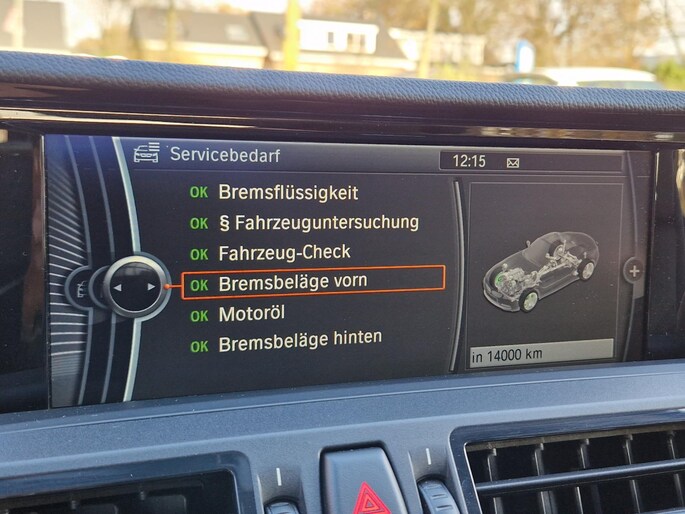 Servicebedarf
12:15
OK Bremsflüssigkeit
OK § Fahrzeuguntersuchung
OK Fahrzeug-Check
OK Bremsbeläge vorn
OK Motoröl
OK Bremsbeläge hinten
in 14000 km